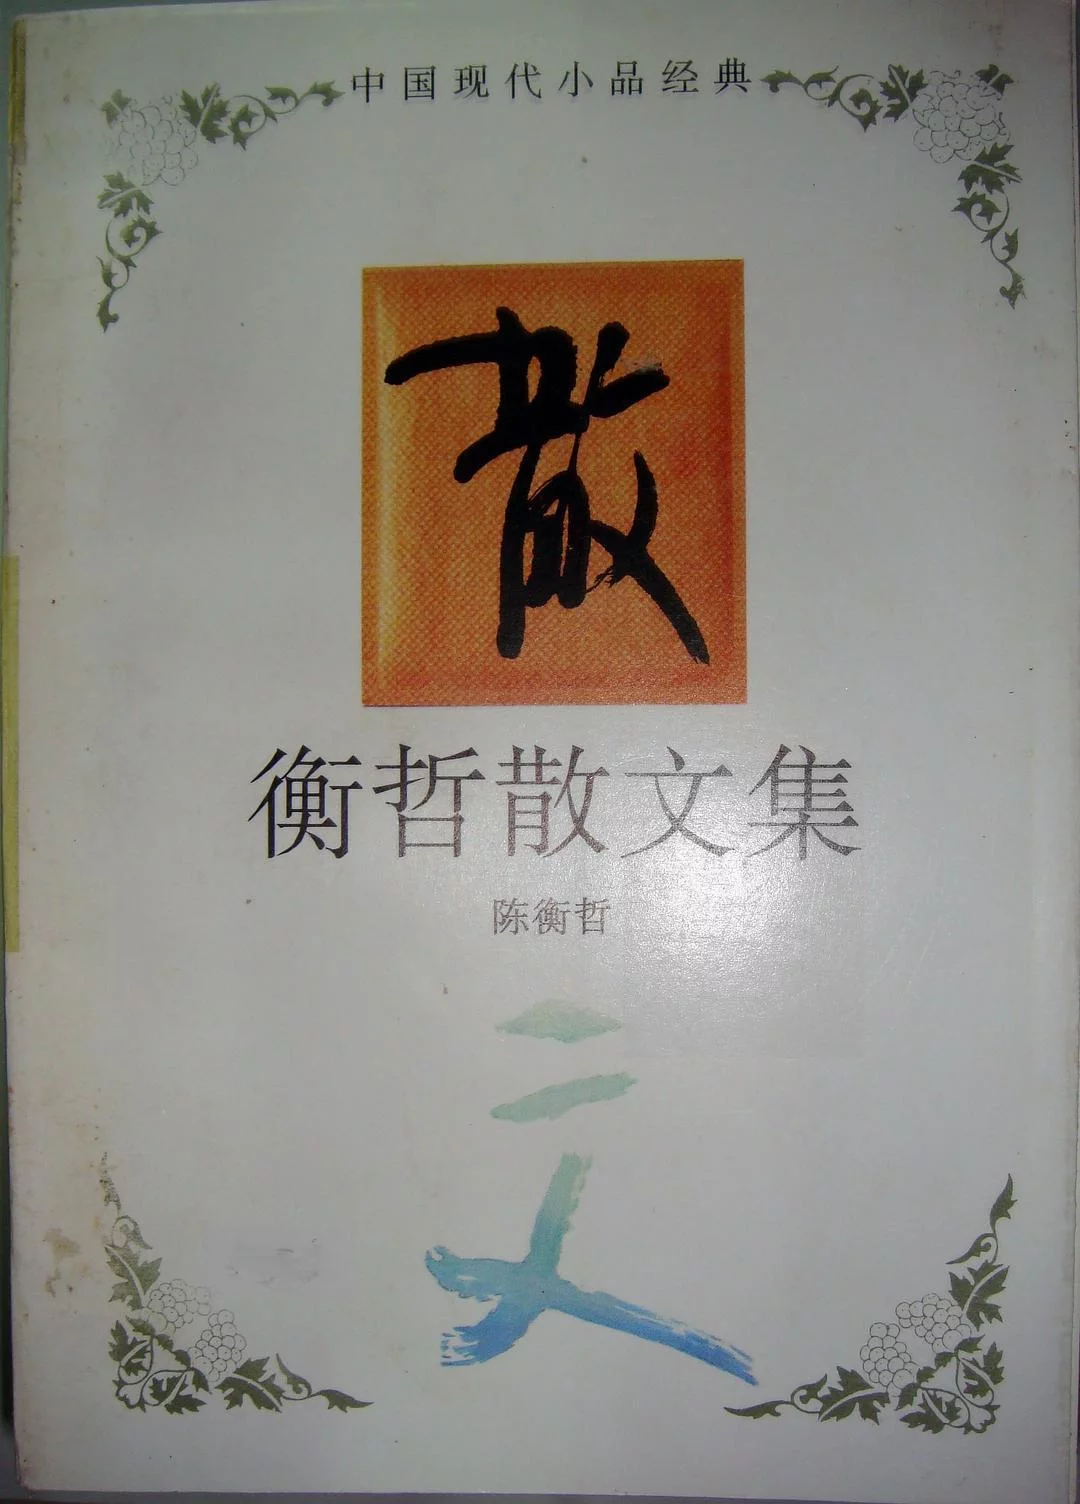 中国现代小品经典
散
衡哲散文集
陈衡哲
文